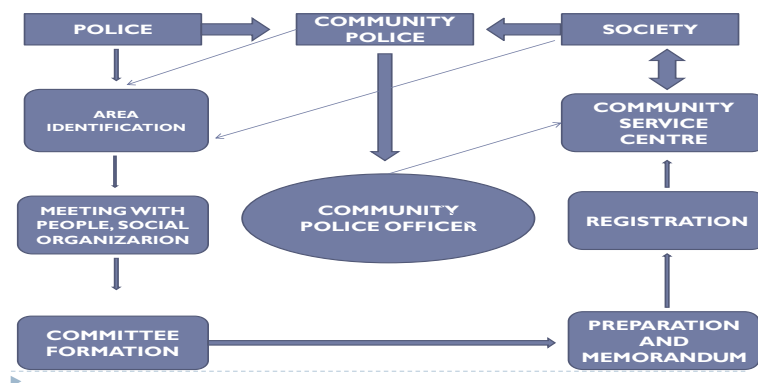 POLICE
COMMUNITY
POLICE
SOCIETY
AREA
IDENTIFICATION
COMMUNITY
SERVICE
CENTRE
MEETING WITH
PEOPLE, SOCIAL
ORGANIZARION
COMMUNITY
POLICE OFFICER
REGISTRATION
COMMITTEE
FORMATION
PREPARATION
AND
MEMORANDUM